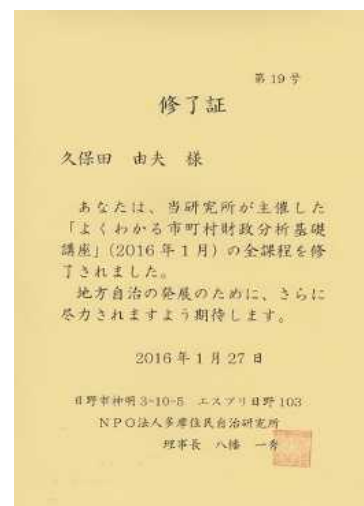 第19号
修了証
久保田 由夫 様
あなたは、当研究所が主催した
「よくわかる市町村財政分析基礎
講座」(2016年1月)の全課程を修
了されました。
地方自治の発展のために、さらに
尽力されますよう期待します。
2016年1月27日
日野市神明3-10-5 エスプリ日野103
NPO法人多摩住民自治研究所
理事長 八幡 一秀